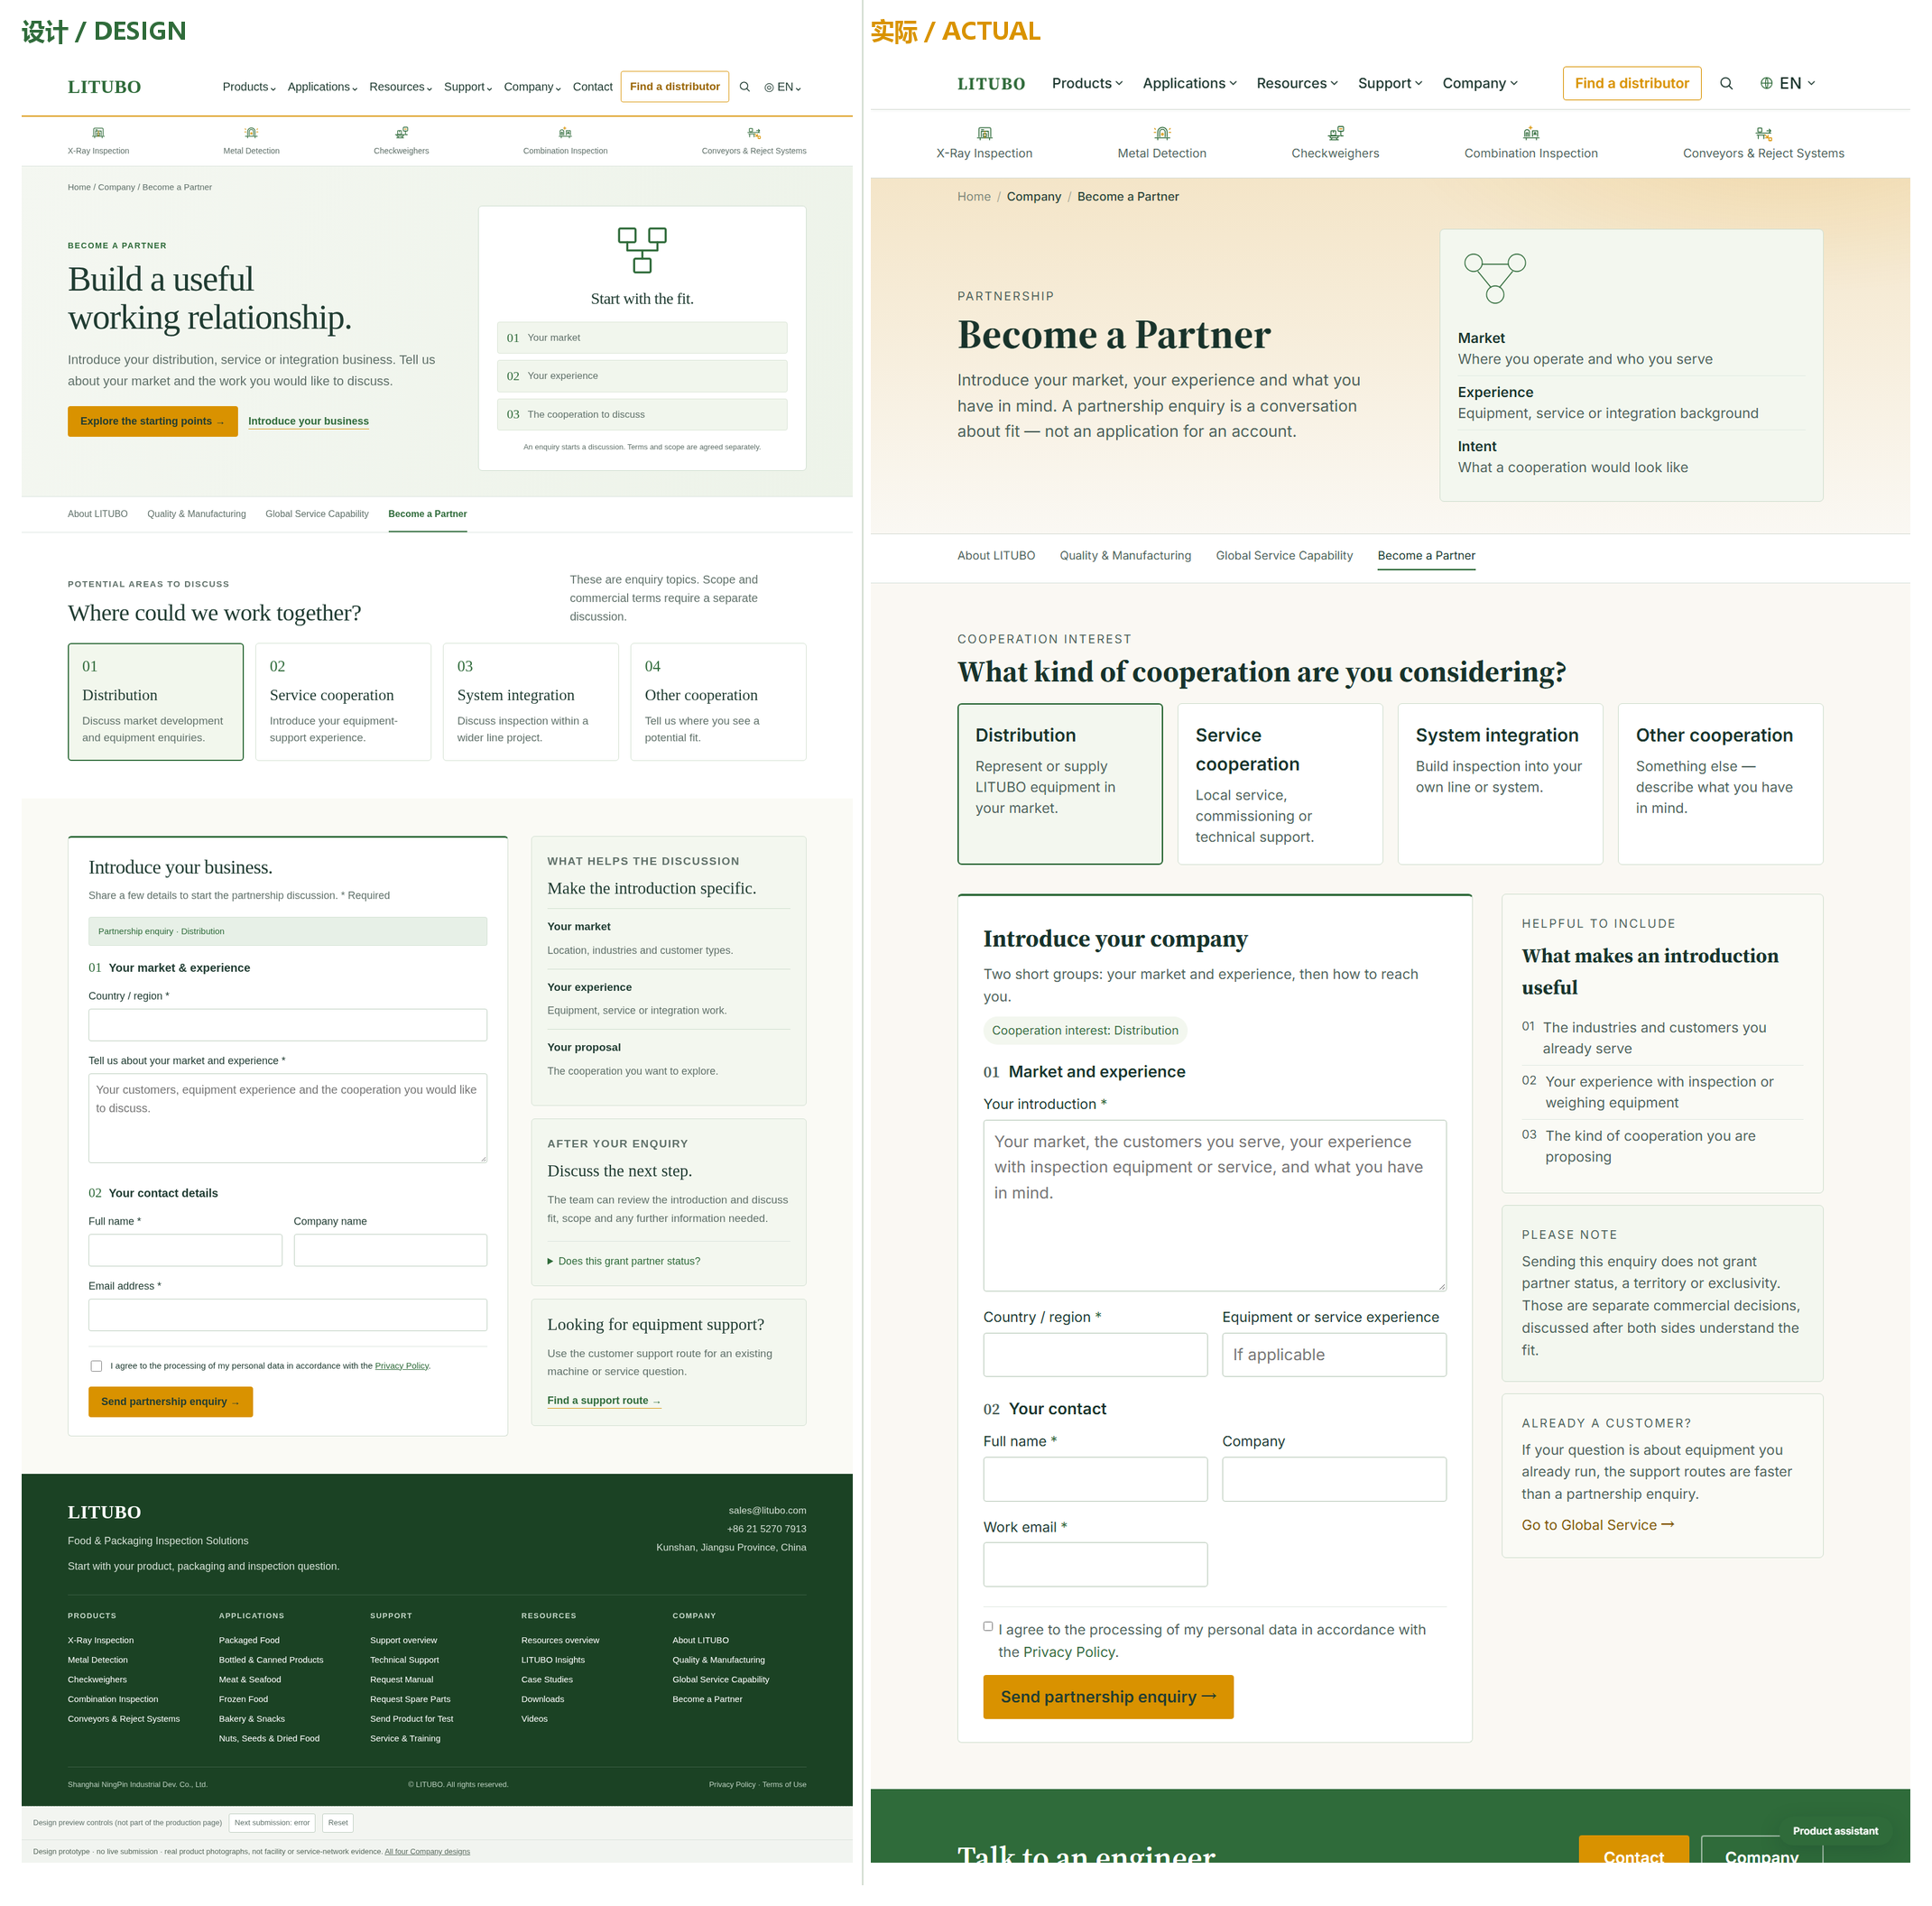 设计 / DESIGN
LITUBO
Products Applications Resources Support Company Contact Find a distributor EN
X-Ray Inspection
Metal Detection
Checkweighers
Combination Inspection
Conveyors & Reject Systems
Home / Company / Become a Partner
BECOME A PARTNER
Build a useful
working relationship.
Introduce your distribution, service or integration business. Tell us
about your market and the work you would like to discuss.
Explore the starting points →
Introduce your business
Start with the fit.
01 Your market
02 Your experience
03 The cooperation to discuss
An enquiry starts a discussion. Terms and scope are agreed separately.
About LITUBO
Quality & Manufacturing
Global Service Capability
Become a Partner
POTENTIAL AREAS TO DISCUSS
Where could we work together?
These are enquiry topics. Scope and
commercial terms require a separate
discussion.
01
Distribution
Discuss market development
and equipment enquiries.
02
Service cooperation
Introduce your equipment-
support experience.
03
System integration
Discuss inspection within a
wider line project.
04
Other cooperation
Tell us where you see a
potential fit.
Introduce your business.
Share a few details to start the partnership discussion. * Required
Partnership enquiry · Distribution
01 Your market & experience
Country / region *
Tell us about your market and experience *
Your customers, equipment experience and the cooperation you would like
to discuss.
02 Your contact details
Full name *
Company name
Email address *
I agree to the processing of my personal data in accordance with the Privacy Policy.
Send partnership enquiry →
WHAT HELPS THE DISCUSSION
Make the introduction specific.
Your market
Location, industries and customer types.
Your experience
Equipment, service or integration work.
Your proposal
The cooperation you want to explore.
AFTER YOUR ENQUIRY
Discuss the next step.
The team can review the introduction and discuss
fit, scope and any further information needed.
▶ Does this grant partner status?
Looking for equipment support?
Use the customer support route for an existing
machine or service question.
Find a support route →
LITUBO
Food & Packaging Inspection Solutions
Start with your product, packaging and inspection question.
sales@litubo.com
+86 21 5270 7913
Kunshan, Jiangsu Province, China
PRODUCTS
X-Ray Inspection
Metal Detection
Checkweighers
Combination Inspection
Conveyors & Reject Systems
APPLICATIONS
Packaged Food
Bottled & Canned Products
Meat & Seafood
Frozen Food
Bakery & Snacks
Nuts, Seeds & Dried Food
SUPPORT
Support overview
Technical Support
Request Manual
Request Spare Parts
Send Product for Test
Service & Training
RESOURCES
Resources overview
LITUBO Insights
Case Studies
Downloads
Videos
COMPANY
About LITUBO
Quality & Manufacturing
Global Service Capability
Become a Partner
Shanghai NingPin Industrial Dev. Co., Ltd.
© LITUBO. All rights reserved.
Privacy Policy · Terms of Use
Design preview controls (not part of the production page) Next submission: error Reset
Design prototype · no live submission · real product photographs, not facility or service-network evidence. All four Company designs
实际 / ACTUAL
LITUBO
Products Applications Resources Support Company Find a distributor EN
X-Ray Inspection
Metal Detection
Checkweighers
Combination Inspection
Conveyors & Reject Systems
Home / Company / Become a Partner
PARTNERSHIP
Become a Partner
Introduce your market, your experience and what you
have in mind. A partnership enquiry is a conversation
about fit — not an application for an account.
Market
Where you operate and who you serve
Experience
Equipment, service or integration background
Intent
What a cooperation would look like
About LITUBO
Quality & Manufacturing
Global Service Capability
Become a Partner
COOPERATION INTEREST
What kind of cooperation are you considering?
Distribution
Represent or supply
LITUBO equipment in
your market.
Service
cooperation
Local service,
commissioning or
technical support.
System integration
Build inspection into your
own line or system.
Other cooperation
Something else —
describe what you have
in mind.
Introduce your company
Two short groups: your market and experience, then how to reach
you.
Cooperation interest: Distribution
01 Market and experience
Your introduction *
Your market, the customers you serve, your experience
with inspection equipment or service, and what you have
in mind.
Country / region *
Equipment or service experience
If applicable
02 Your contact
Full name *
Company
Work email *
I agree to the processing of my personal data in accordance with
the Privacy Policy.
Send partnership enquiry →
HELPFUL TO INCLUDE
What makes an introduction
useful
01 The industries and customers you
already serve
02 Your experience with inspection or
weighing equipment
03 The kind of cooperation you are
proposing
PLEASE NOTE
Sending this enquiry does not grant
partner status, a territory or exclusivity.
Those are separate commercial decisions,
discussed after both sides understand the
fit.
ALREADY A CUSTOMER?
If your question is about equipment you
already run, the support routes are faster
than a partnership enquiry.
Go to Global Service →
Talk to an engineer
Contact
Company
Product assistant